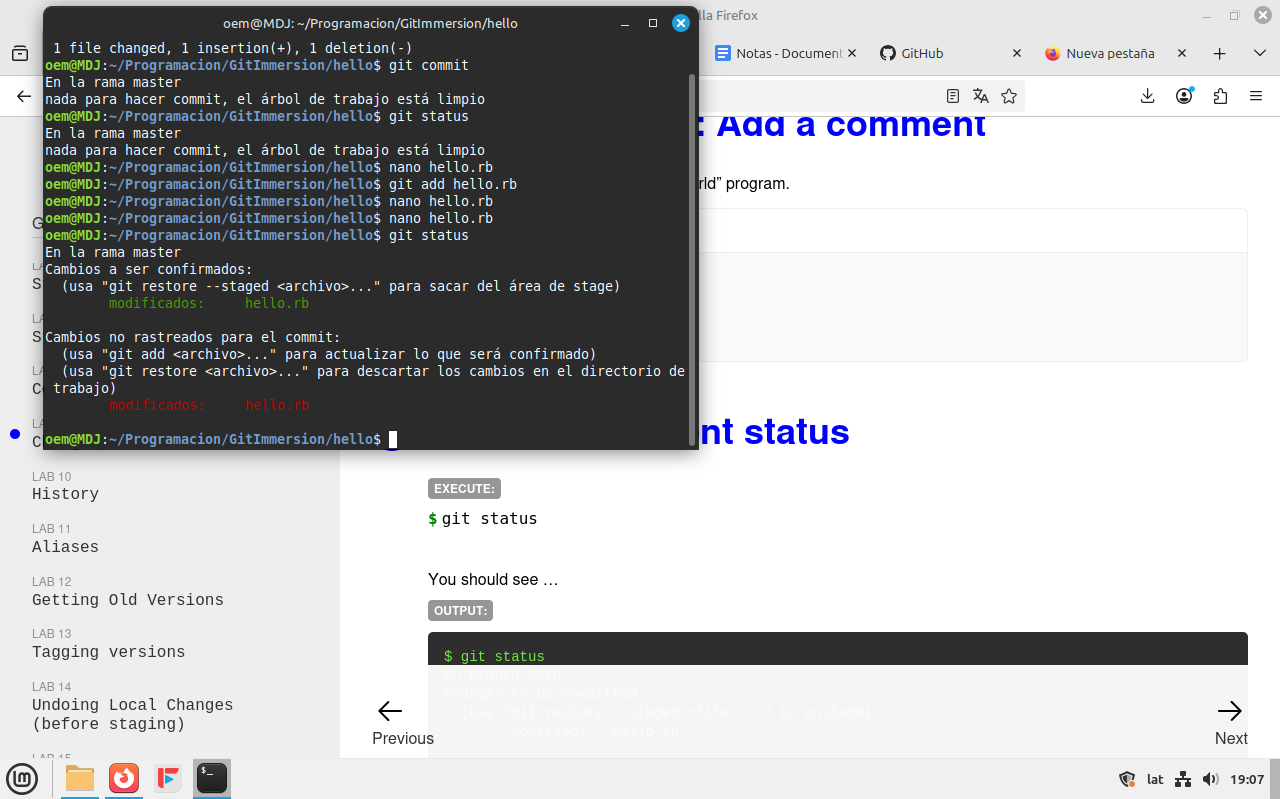 oem@MDJ:~/Programacion/GitImmersion/hello
lla Firefox
Notas - Document
GitHub
Nueva pestaña
1 file changed, 1 insertion(+), 1 deletion(-)
oem@MDJ:~/Programacion/GitImmersion/hello$ git commit
En la rama master
nada para hacer commit, el árbol de trabajo está limpio
oem@MDJ:~/Programacion/GitImmersion/hello$ git status
En la rama master
nada para hacer commit, el árbol de trabajo está limpio
oem@MDJ:~/Programacion/GitImmersion/hello$ nano hello.rb
oem@MDJ:~/Programacion/GitImmersion/hello$ git add hello.rb
oem@MDJ:~/Programacion/GitImmersion/hello$ nano hello.rb
oem@MDJ:~/Programacion/GitImmersion/hello$ nano hello.rb
oem@MDJ:~/Programacion/GitImmersion/hello$ git status
En la rama master
Cambios a ser confirmados:
(usa "git restore --staged <archivo>..." para sacar del área de stage)
modificados:     hello.rb
Cambios no rastreados para el commit:
(usa "git add <archivo>..." para actualizar lo que será confirmado)
(usa "git restore <archivo>..." para descartar los cambios en el directorio de
trabajo)
modificados:     hello.rb
oem@MDJ:~/Programacion/GitImmersion/hello$
: Add a comment
rld” program.
nt status
EXECUTE:
$ git status
You should see …
OUTPUT:
$ git status
On branch main
Changes to be committed:
(use "git restore --staged <file>..." to unstage)
modified:   hello.rb
LAB 10
History
LAB 11
Aliases
LAB 12
Getting Old Versions
LAB 13
Tagging versions
LAB 14
Undoing Local Changes
(before staging)
LAB 15
Previous
Next
lat
19:07